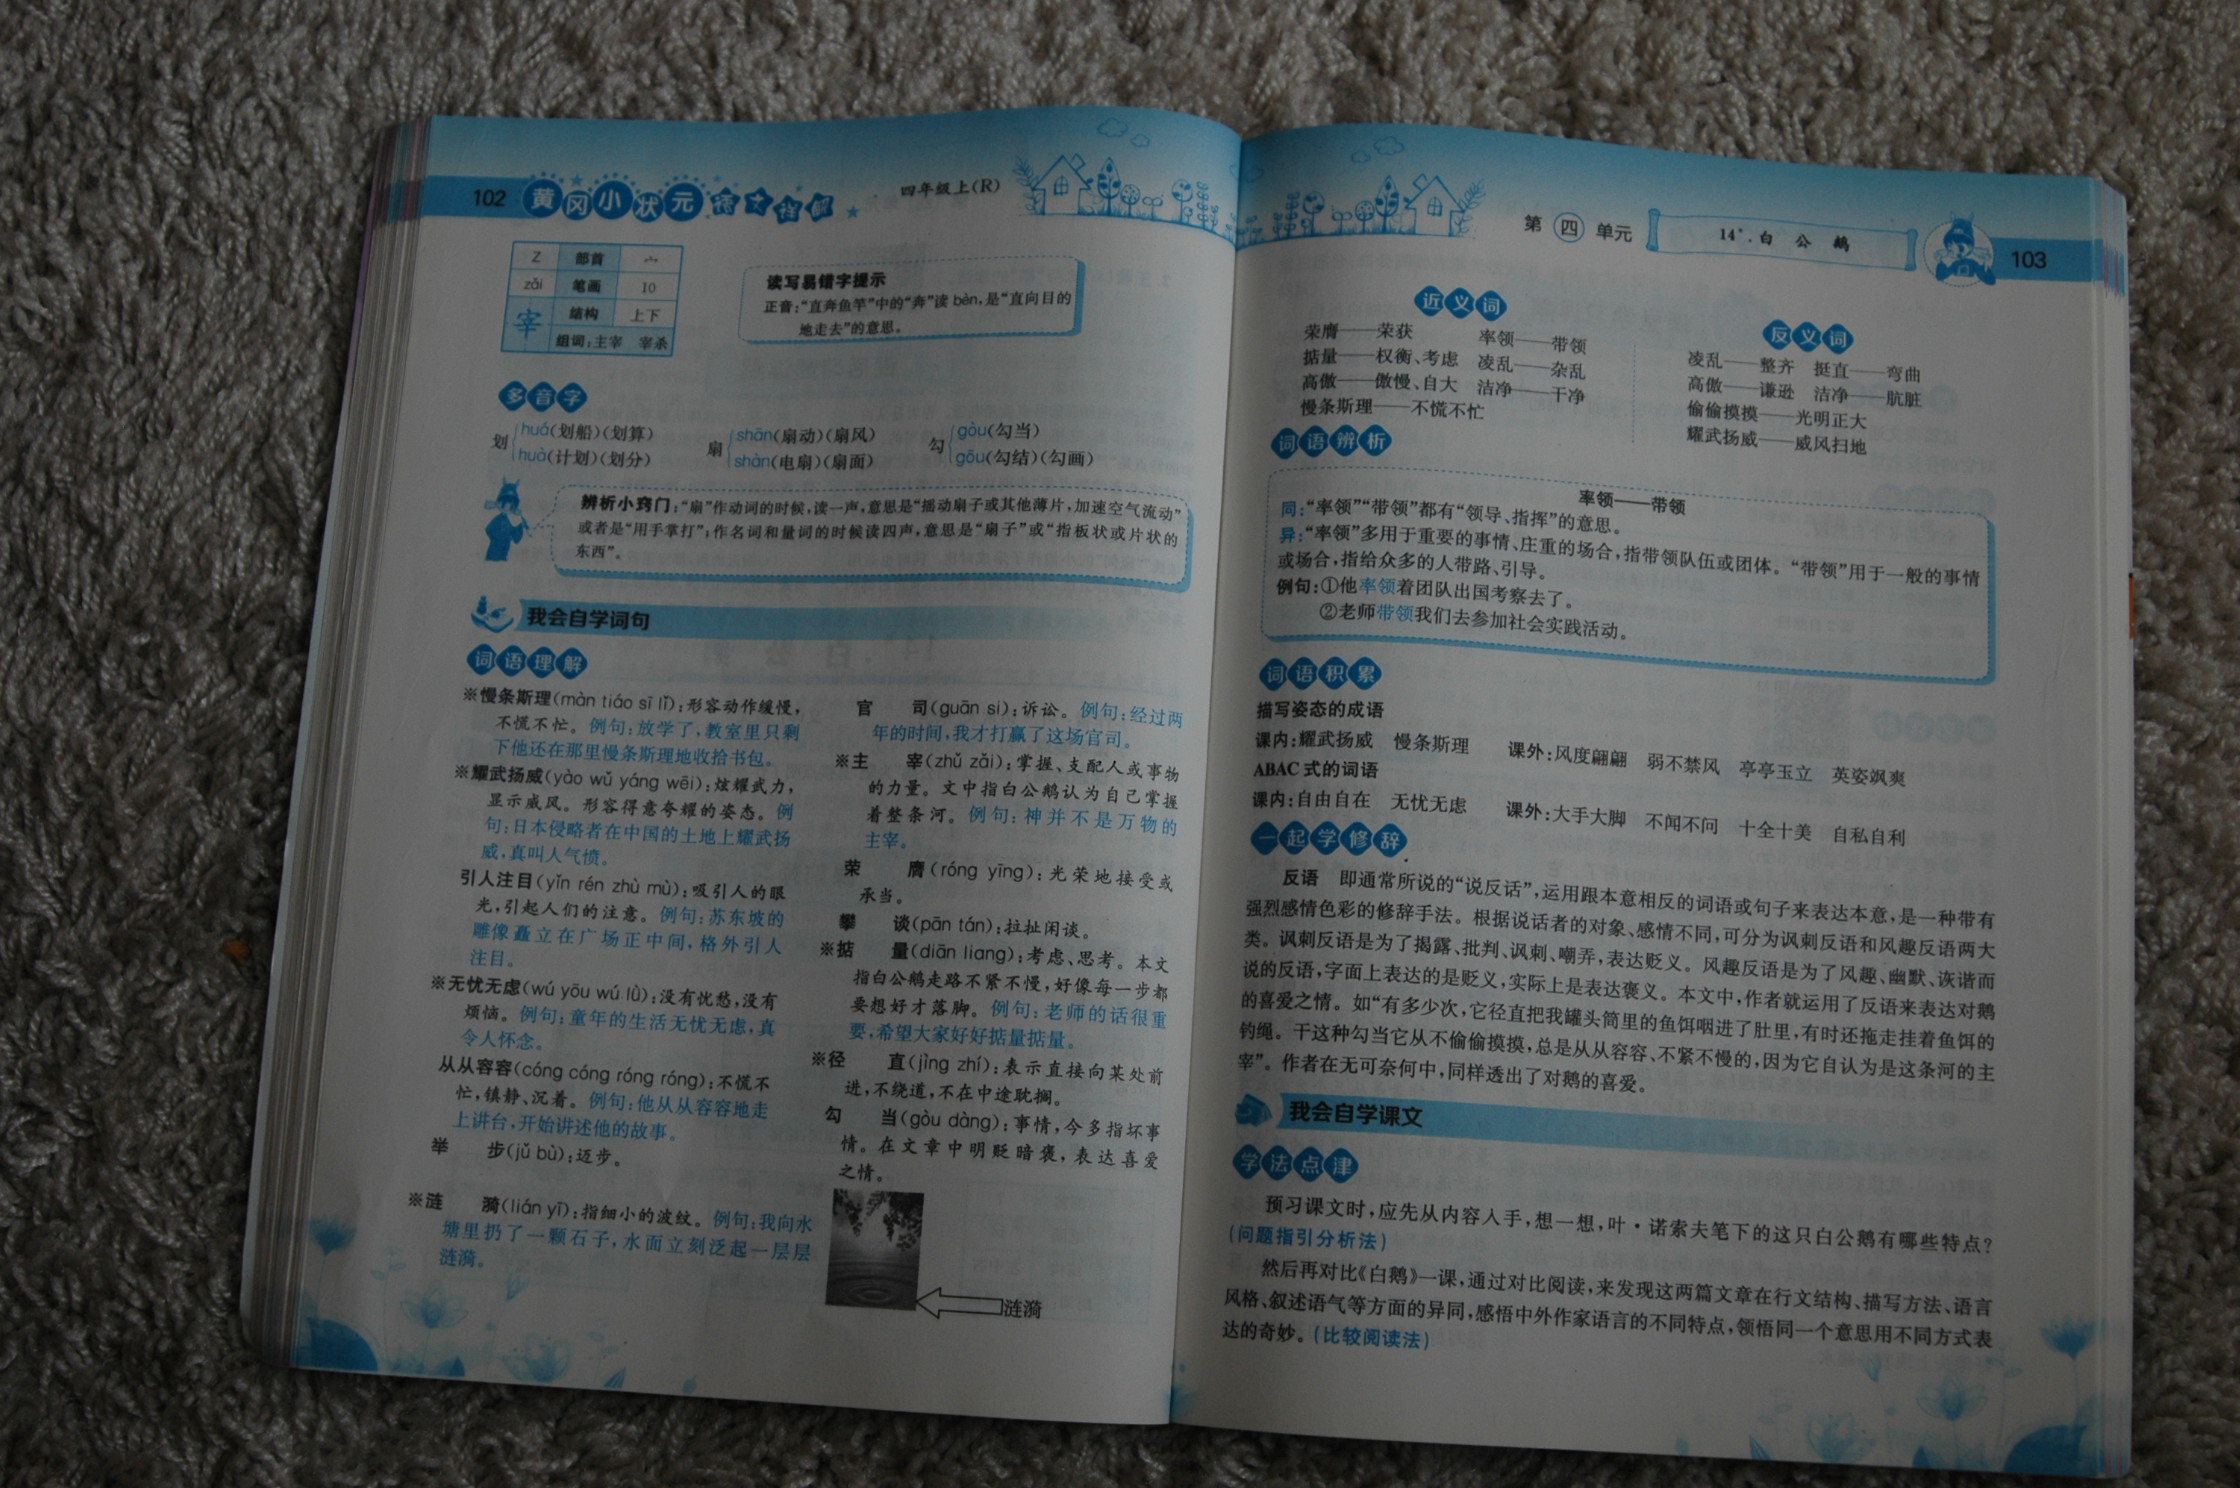 102 黄冈小状元 语文详解 四年级上(R)
Z 部首 宀
zǎi 笔画 10
宰 结构 上下
组词:主宰 宰杀
读写易错字提示
正音:“直奔鱼竿”中的“奔”读 bèn,是“直向目的
地走去”的意思。
多音字
划 huá(划船)(划算)
huà(计划)(划分)
扇 shān(扇动)(扇风)
shàn(电扇)(扇面)
勾 gòu(勾当)
gōu(勾结)(勾画)
辨析小窍门:“扇”作动词的时候,读一声,意思是“摇动扇子或其他薄片,加速空气流动”
或者是“用手掌打”;作名词和量词的时候读四声,意思是“扇子”或“指板状或片状的
东西”。
我会自学词句
词语理解
※慢条斯理(màn tiáo sī lǐ):形容动作缓慢,
不慌不忙。例句:放学了,教室里只剩
下他还在那里慢条斯理地收拾书包。
※耀武扬威(yào wǔ yáng wēi):炫耀武力,
显示威风。形容得意夸耀的姿态。例
句:日本侵略者在中国的土地上耀武扬
威,真叫人气愤。
引人注目(yǐn rén zhù mù):吸引人的眼
光,引起人们的注意。例句:苏东坡的
雕像矗立在广场正中间,格外引人
注目。
※无忧无虑(wú yōu wú lǜ):没有忧愁,没有
烦恼。例句:童年的生活无忧无虑,真
令人怀念。
从从容容(cóng cóng róng róng):不慌不
忙,镇静、沉着。例句:他从从容容地走
上讲台,开始讲述他的故事。
举 步(jǔ bù):迈步。
※涟 漪(lián yī):指细小的波纹。例句:我向水
塘里扔了一颗石子,水面立刻泛起一层层
涟漪。
官 司(guān si):诉讼。例句:经过两
年的时间,我才打赢了这场官司。
※主 宰(zhǔ zǎi):掌握、支配人或事物
的力量。文中指白公鹅认为自己掌握
着整条河。例句:神并不是万物的
主宰。
荣 膺(róng yīng):光荣地接受或
承当。
攀 谈(pān tán):拉扯闲谈。
※掂 量(diān liang):考虑、思考。本文
指白公鹅走路不紧不慢,好像每一步都
要想好才落脚。例句:老师的话很重
要,希望大家好好掂量掂量。
※径 直(jìng zhí):表示直接向某处前
进,不绕道,不在中途耽搁。
勾 当(gòu dàng):事情,今多指坏事
情。在文章中明贬暗褒,表达喜爱
之情。
涟漪
第四单元 14*.白公鹅 103
近义词
荣膺——荣获 率领——带领
掂量——权衡、考虑 凌乱——杂乱
高傲——傲慢、自大 洁净——干净
慢条斯理——不慌不忙
反义词
凌乱——整齐 挺直——弯曲
高傲——谦逊 洁净——肮脏
偷偷摸摸——光明正大
耀武扬威——威风扫地
词语辨析
率领——带领
同:“率领”“带领”都有“领导、指挥”的意思。
异:“率领”多用于重要的事情、庄重的场合,指带领队伍或团体。“带领”用于一般的事情
或场合,指给众多的人带路、引导。
例句:①他率领着团队出国考察去了。
②老师带领我们去参加社会实践活动。
词语积累
描写姿态的成语
课内:耀武扬威 慢条斯理 课外:风度翩翩 弱不禁风 亭亭玉立 英姿飒爽
ABAC 式的词语
课内:自由自在 无忧无虑 课外:大手大脚 不闻不问 十全十美 自私自利
一起学修辞
反语 即通常所说的“说反话”,运用跟本意相反的词语或句子来表达本意,是一种带有
强烈感情色彩的修辞手法。根据说话者的对象、感情不同,可分为讽刺反语和风趣反语两大
类。讽刺反语是为了揭露、批判、讽刺、嘲弄,表达贬义。风趣反语是为了风趣、幽默、诙谐而
说的反语,字面上表达的是贬义,实际上是表达褒义。本文中,作者就运用了反语来表达对鹅
的喜爱之情。如“有多少次,它径直把我罐头筒里的鱼饵咽进了肚里,有时还拖走挂着鱼饵的
钓绳。干这种勾当它从不偷偷摸摸,总是从从容容、不紧不慢的,因为它自认为是这条河的主
宰”。作者在无可奈何中,同样透出了对鹅的喜爱。
我会自学课文
学法点津
预习课文时,应先从内容入手,想一想,叶·诺索夫笔下的这只白公鹅有哪些特点?
(问题指引分析法)
然后再对比《白鹅》一课,通过对比阅读,来发现这两篇文章在行文结构、描写方法、语言
风格、叙述语气等方面的异同,感悟中外作家语言的不同特点,领悟同一个意思用不同方式表
达的奇妙。(比较阅读法)